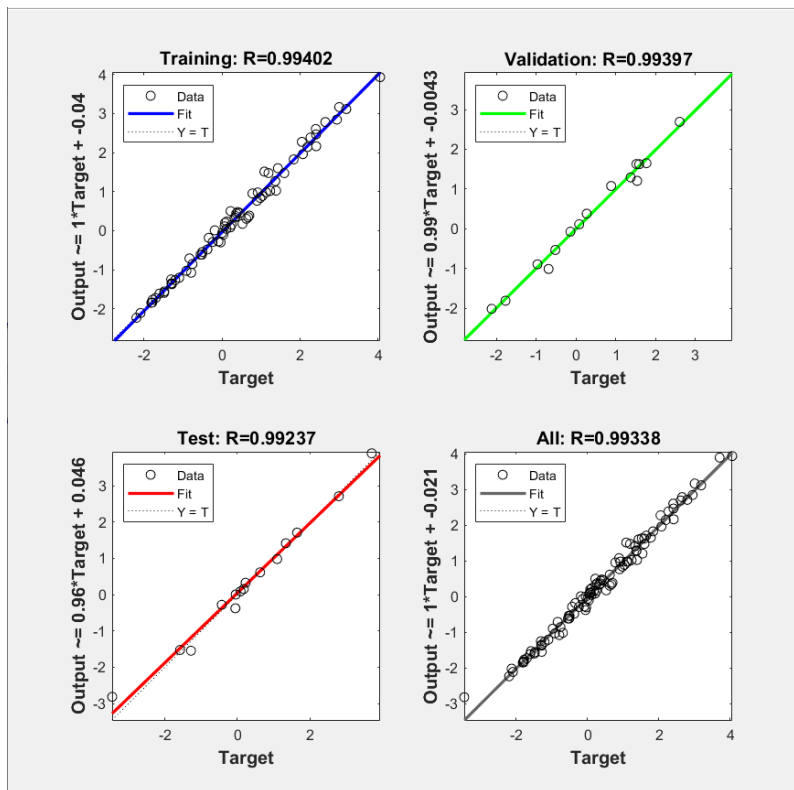 Training: R=0.99402
Output ~= 1*Target + -0.04
Data
Fit
Y = T
4
3
2
1
0
-1
-2
-2
0
2
4
Target
Validation: R=0.99397
Output ~= 0.99*Target + -0.0043
Data
Fit
Y = T
3
2
1
0
-1
-2
-2
-1
0
1
2
3
Target
Test: R=0.99237
Output ~= 0.96*Target + 0.046
Data
Fit
Y = T
3
2
1
0
-1
-2
-3
-2
0
2
Target
All: R=0.99338
Output ~= 1*Target + -0.021
Data
Fit
Y = T
4
3
2
1
0
-1
-2
-3
-2
0
2
4
Target